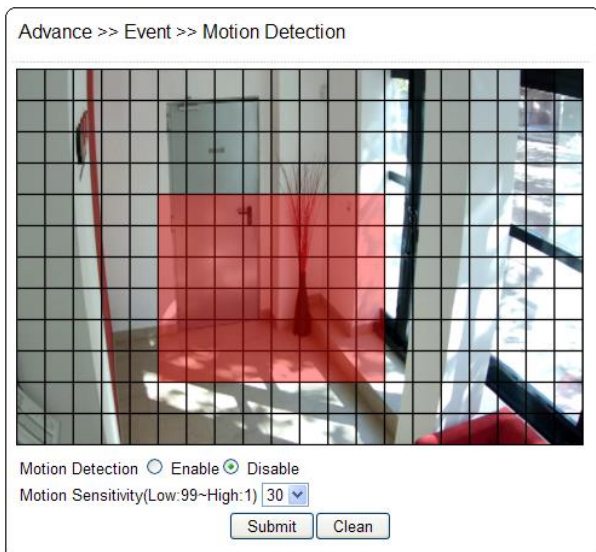 Advance >> Event >> Motion Detection
Motion Detection Enable Disable
Motion Sensitivity(Low:99~High:1) 30
Submit Clean